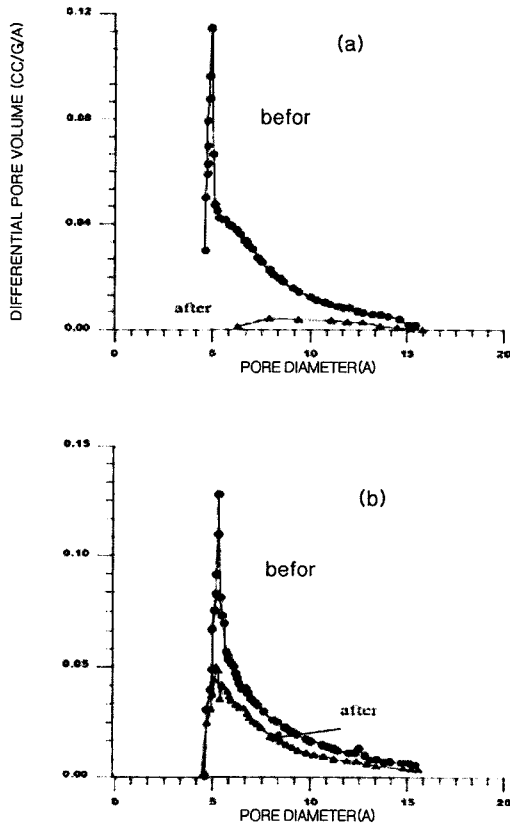 DIFFERENTIAL PORE VOLUME (CC/G/A)
0.12
(a)
befor
0.08
0.04
after
0.00
0 5 10 15 20
PORE DIAMETER(A)
0.15
(b)
0.10
befor
0.05
after
0.00
0 5 10 15 20
PORE DIAMETER(A)